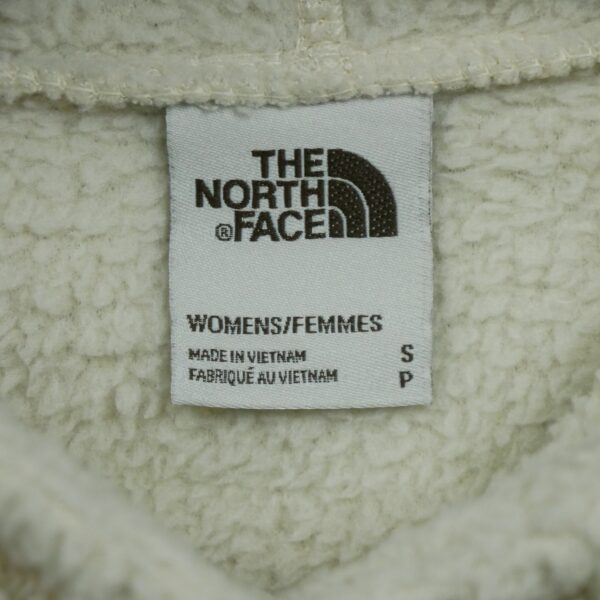 THE
NORTH
®FACE
WOMENS/FEMMES
MADE IN VIETNAM S
FABRIQUÉ AU VIETNAM P